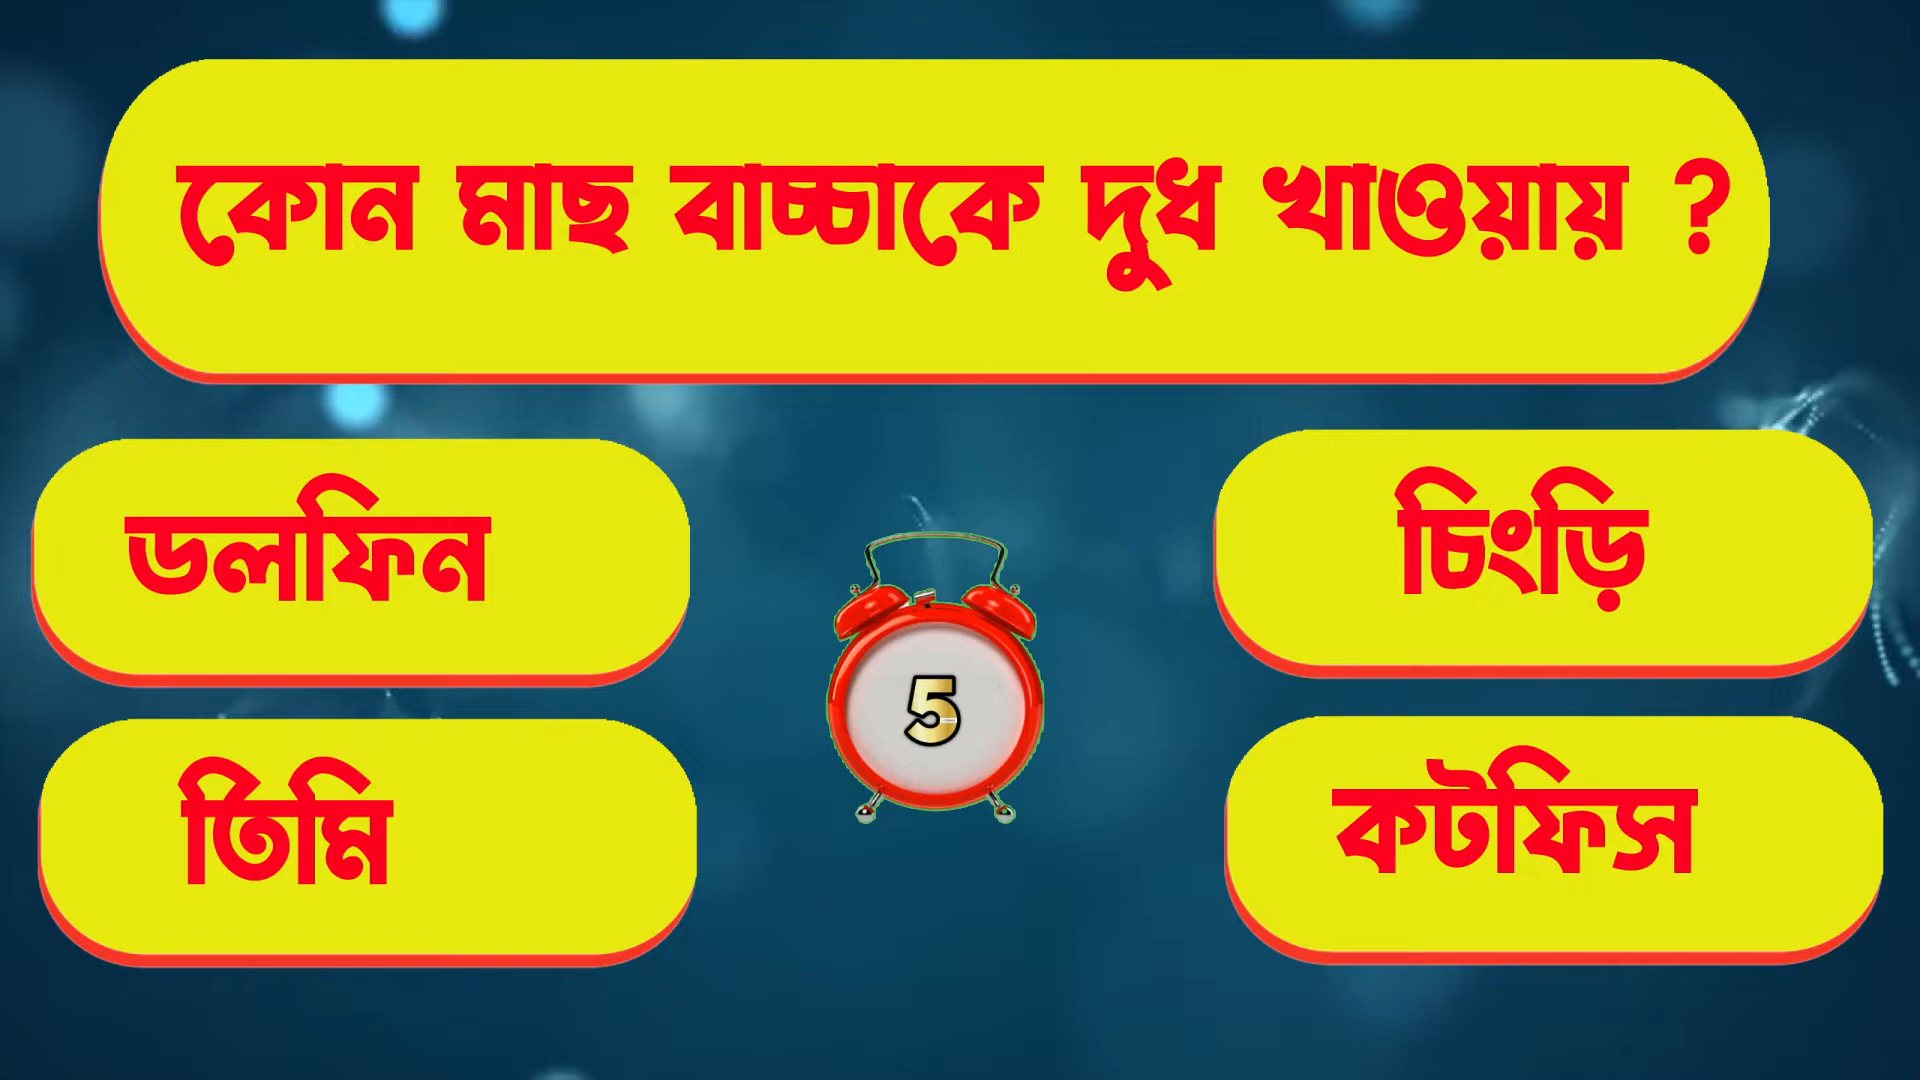 কোন মাছ বাচ্চাকে দুধ খাওয়ায় ?
ডলফিন
চিংড়ি
5
তিমি
কটফিস